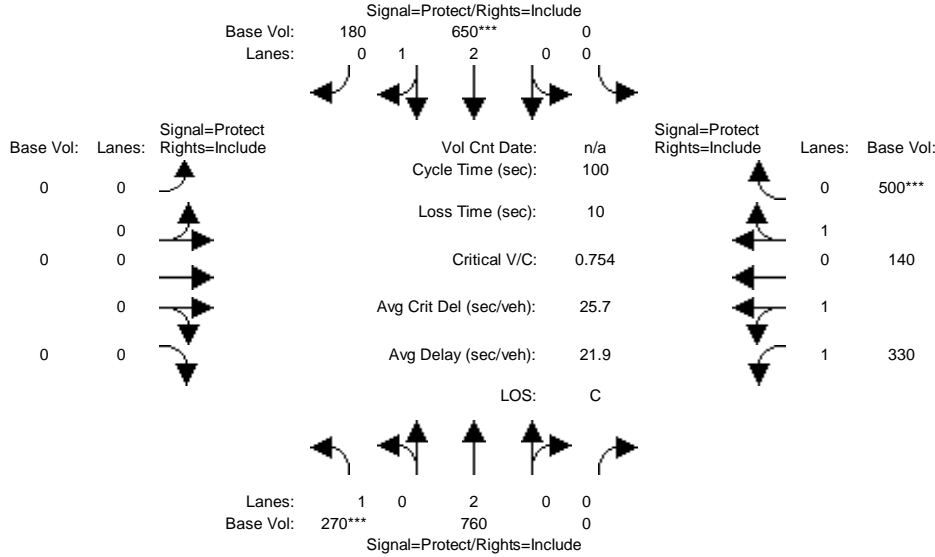 Signal=Protect/Rights=Include
Base Vol: 180 650*** 0
Lanes: 0 1 2 0 0
Signal=Protect
Base Vol: Lanes: Rights=Include
Vol Cnt Date: n/a
Signal=Protect
Rights=Include Lanes: Base Vol:
Cycle Time (sec): 100
0 0
0 500***
Loss Time (sec): 10
0
1
0 0
Critical V/C: 0.754
0 140
0
Avg Crit Del (sec/veh): 25.7
1
0 0
Avg Delay (sec/veh): 21.9
1 330
LOS: C
Lanes: 1 0 2 0 0
Base Vol: 270*** 760 0
Signal=Protect/Rights=Include